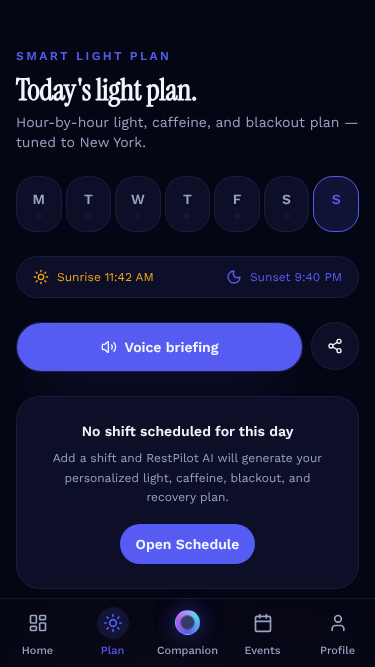 SMART LIGHT PLAN
Today's light plan.
Hour-by-hour light, caffeine, and blackout plan —
tuned to New York.
M T W T F S S
Sunrise 11:42 AM Sunset 9:40 PM
Voice briefing
No shift scheduled for this day
Add a shift and RestPilot AI will generate your
personalized light, caffeine, blackout, and
recovery plan.
Open Schedule
Home Plan Companion Events Profile